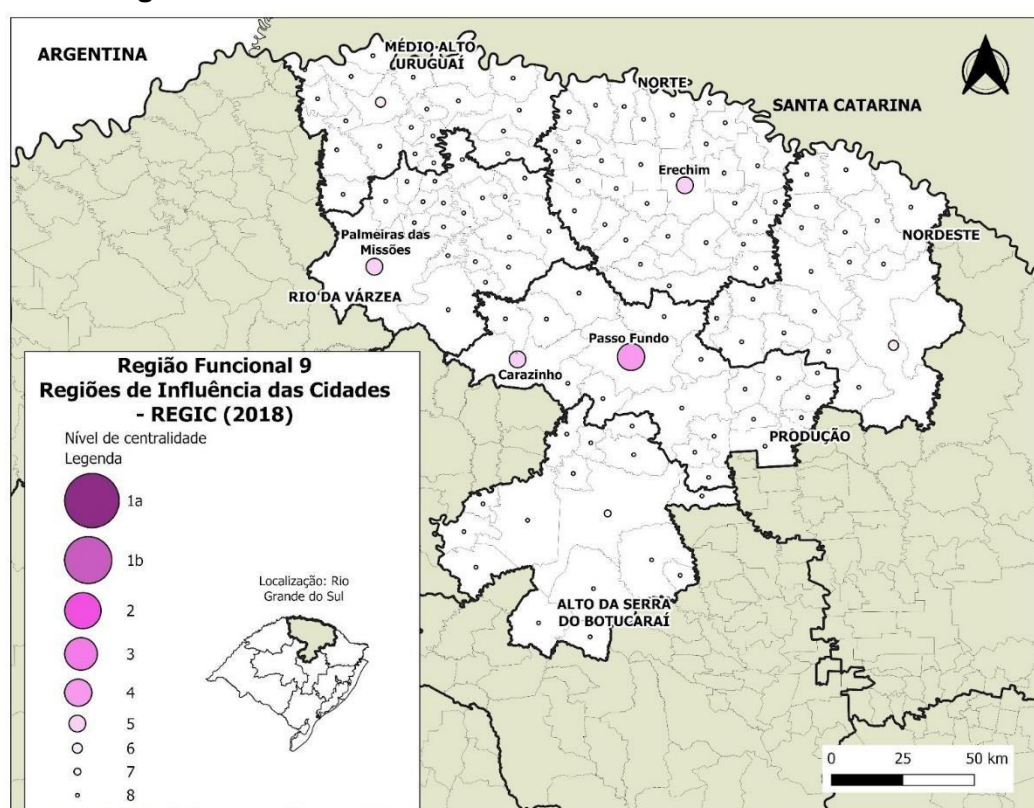 ARGENTINA
MÉDIO ALTO
URUGUAÍ
NORTE
SANTA CATARINA
Erechim
NORDESTE
Palmeiras das
Missões
RIO DA VÁRZEA
Passo Fundo
Carazinho
PRODUÇÃO
ALTO DA SERRA
DO BOTUCARAÍ
Região Funcional 9
Regiões de Influência das Cidades
- REGIC (2018)
Nível de centralidade
Legenda
1a
1b
2
3
4
5
6
7
8
Localização: Rio
Grande do Sul
0 25 50 km